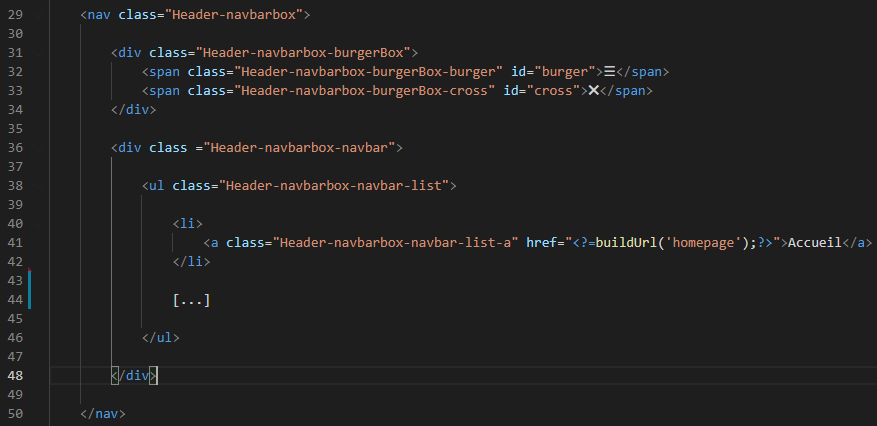 29 <nav class="Header-navbarbox">
30
31 <div class="Header-navbarbox-burgerBox">
32 <span class="Header-navbarbox-burgerBox-burger" id="burger">☰</span>
33 <span class="Header-navbarbox-burgerBox-cross" id="cross">❌</span>
34 </div>
35
36 <div class ="Header-navbarbox-navbar">
37
38 <ul class="Header-navbarbox-navbar-list">
39
40 <li>
41 <a class="Header-navbarbox-navbar-list-a" href="<?=buildUrl('homepage');?>">Accueil</a>
42 </li>
43
44 [...]
45
46 </ul>
47
48 </div>
49
50 </nav>